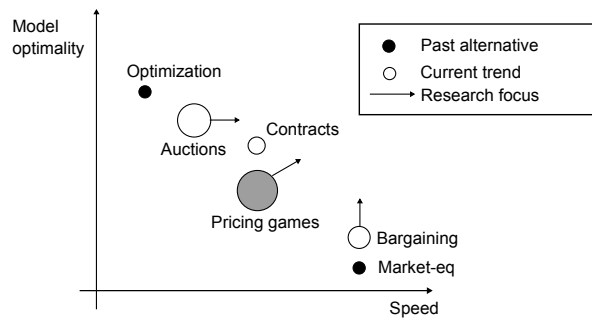 Model
optimality
Past alternative
Current trend
Research focus
Optimization
Contracts
Auctions
Pricing games
Bargaining
Market-eq
Speed